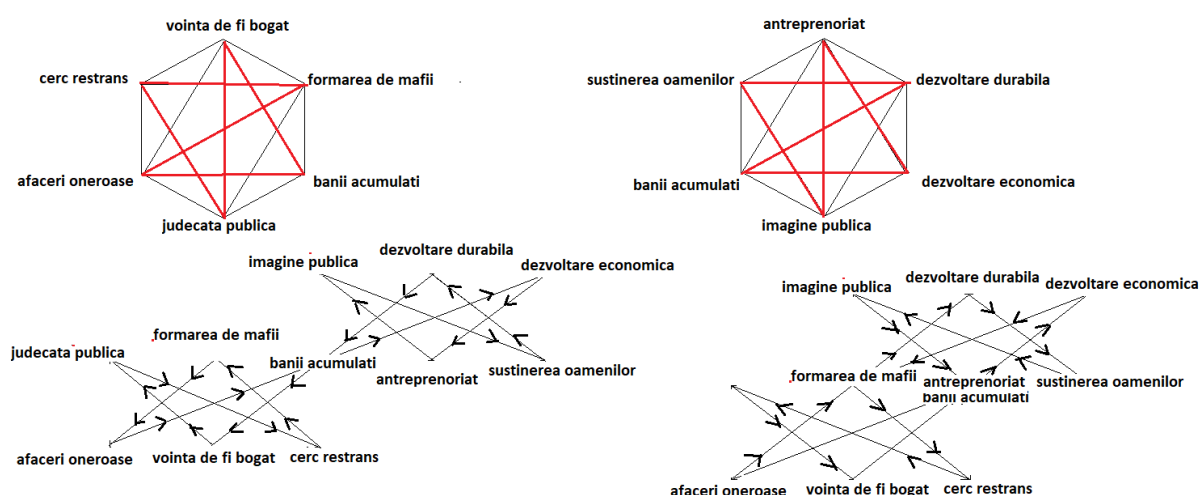 vointa de fi bogat
cerc restrans
formarea de mafii
afaceri oneroase
banii acumulati
judecata publica
antreprenoriat
sustinerea oamenilor
dezvoltare durabila
banii acumulati
dezvoltare economica
imagine publica
imagine publica
dezvoltare durabila
dezvoltare economica
judecata publica
formarea de mafii
banii acumulati
antreprenoriat
sustinerea oamenilor
afaceri oneroase
vointa de fi bogat
cerc restrans
imagine publica
dezvoltare durabila
dezvoltare economica
formarea de mafii
antreprenoriat
sustinerea oamenilor
banii acumulati
afaceri oneroase
vointa de fi bogat
cerc restrans